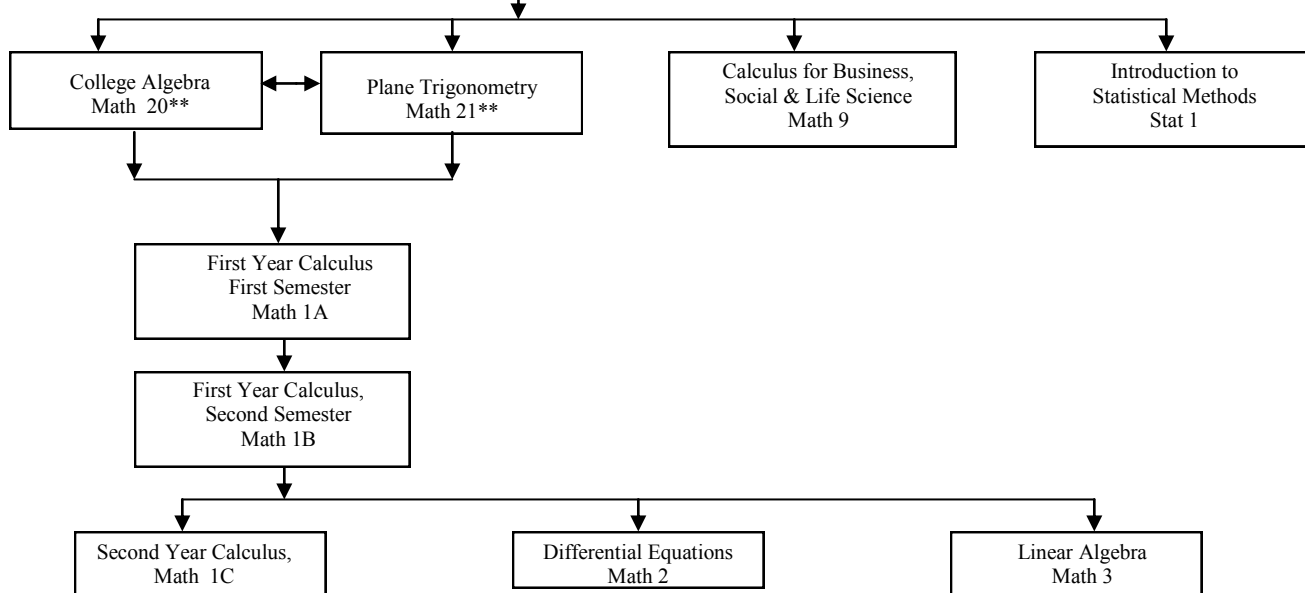 College Algebra
Math 20**
Plane Trigonometry
Math 21**
Calculus for Business,
Social & Life Science
Math 9
Introduction to
Statistical Methods
Stat 1
First Year Calculus
First Semester
Math 1A
First Year Calculus,
Second Semester
Math 1B
Second Year Calculus,
Math 1C
Differential Equations
Math 2
Linear Algebra
Math 3